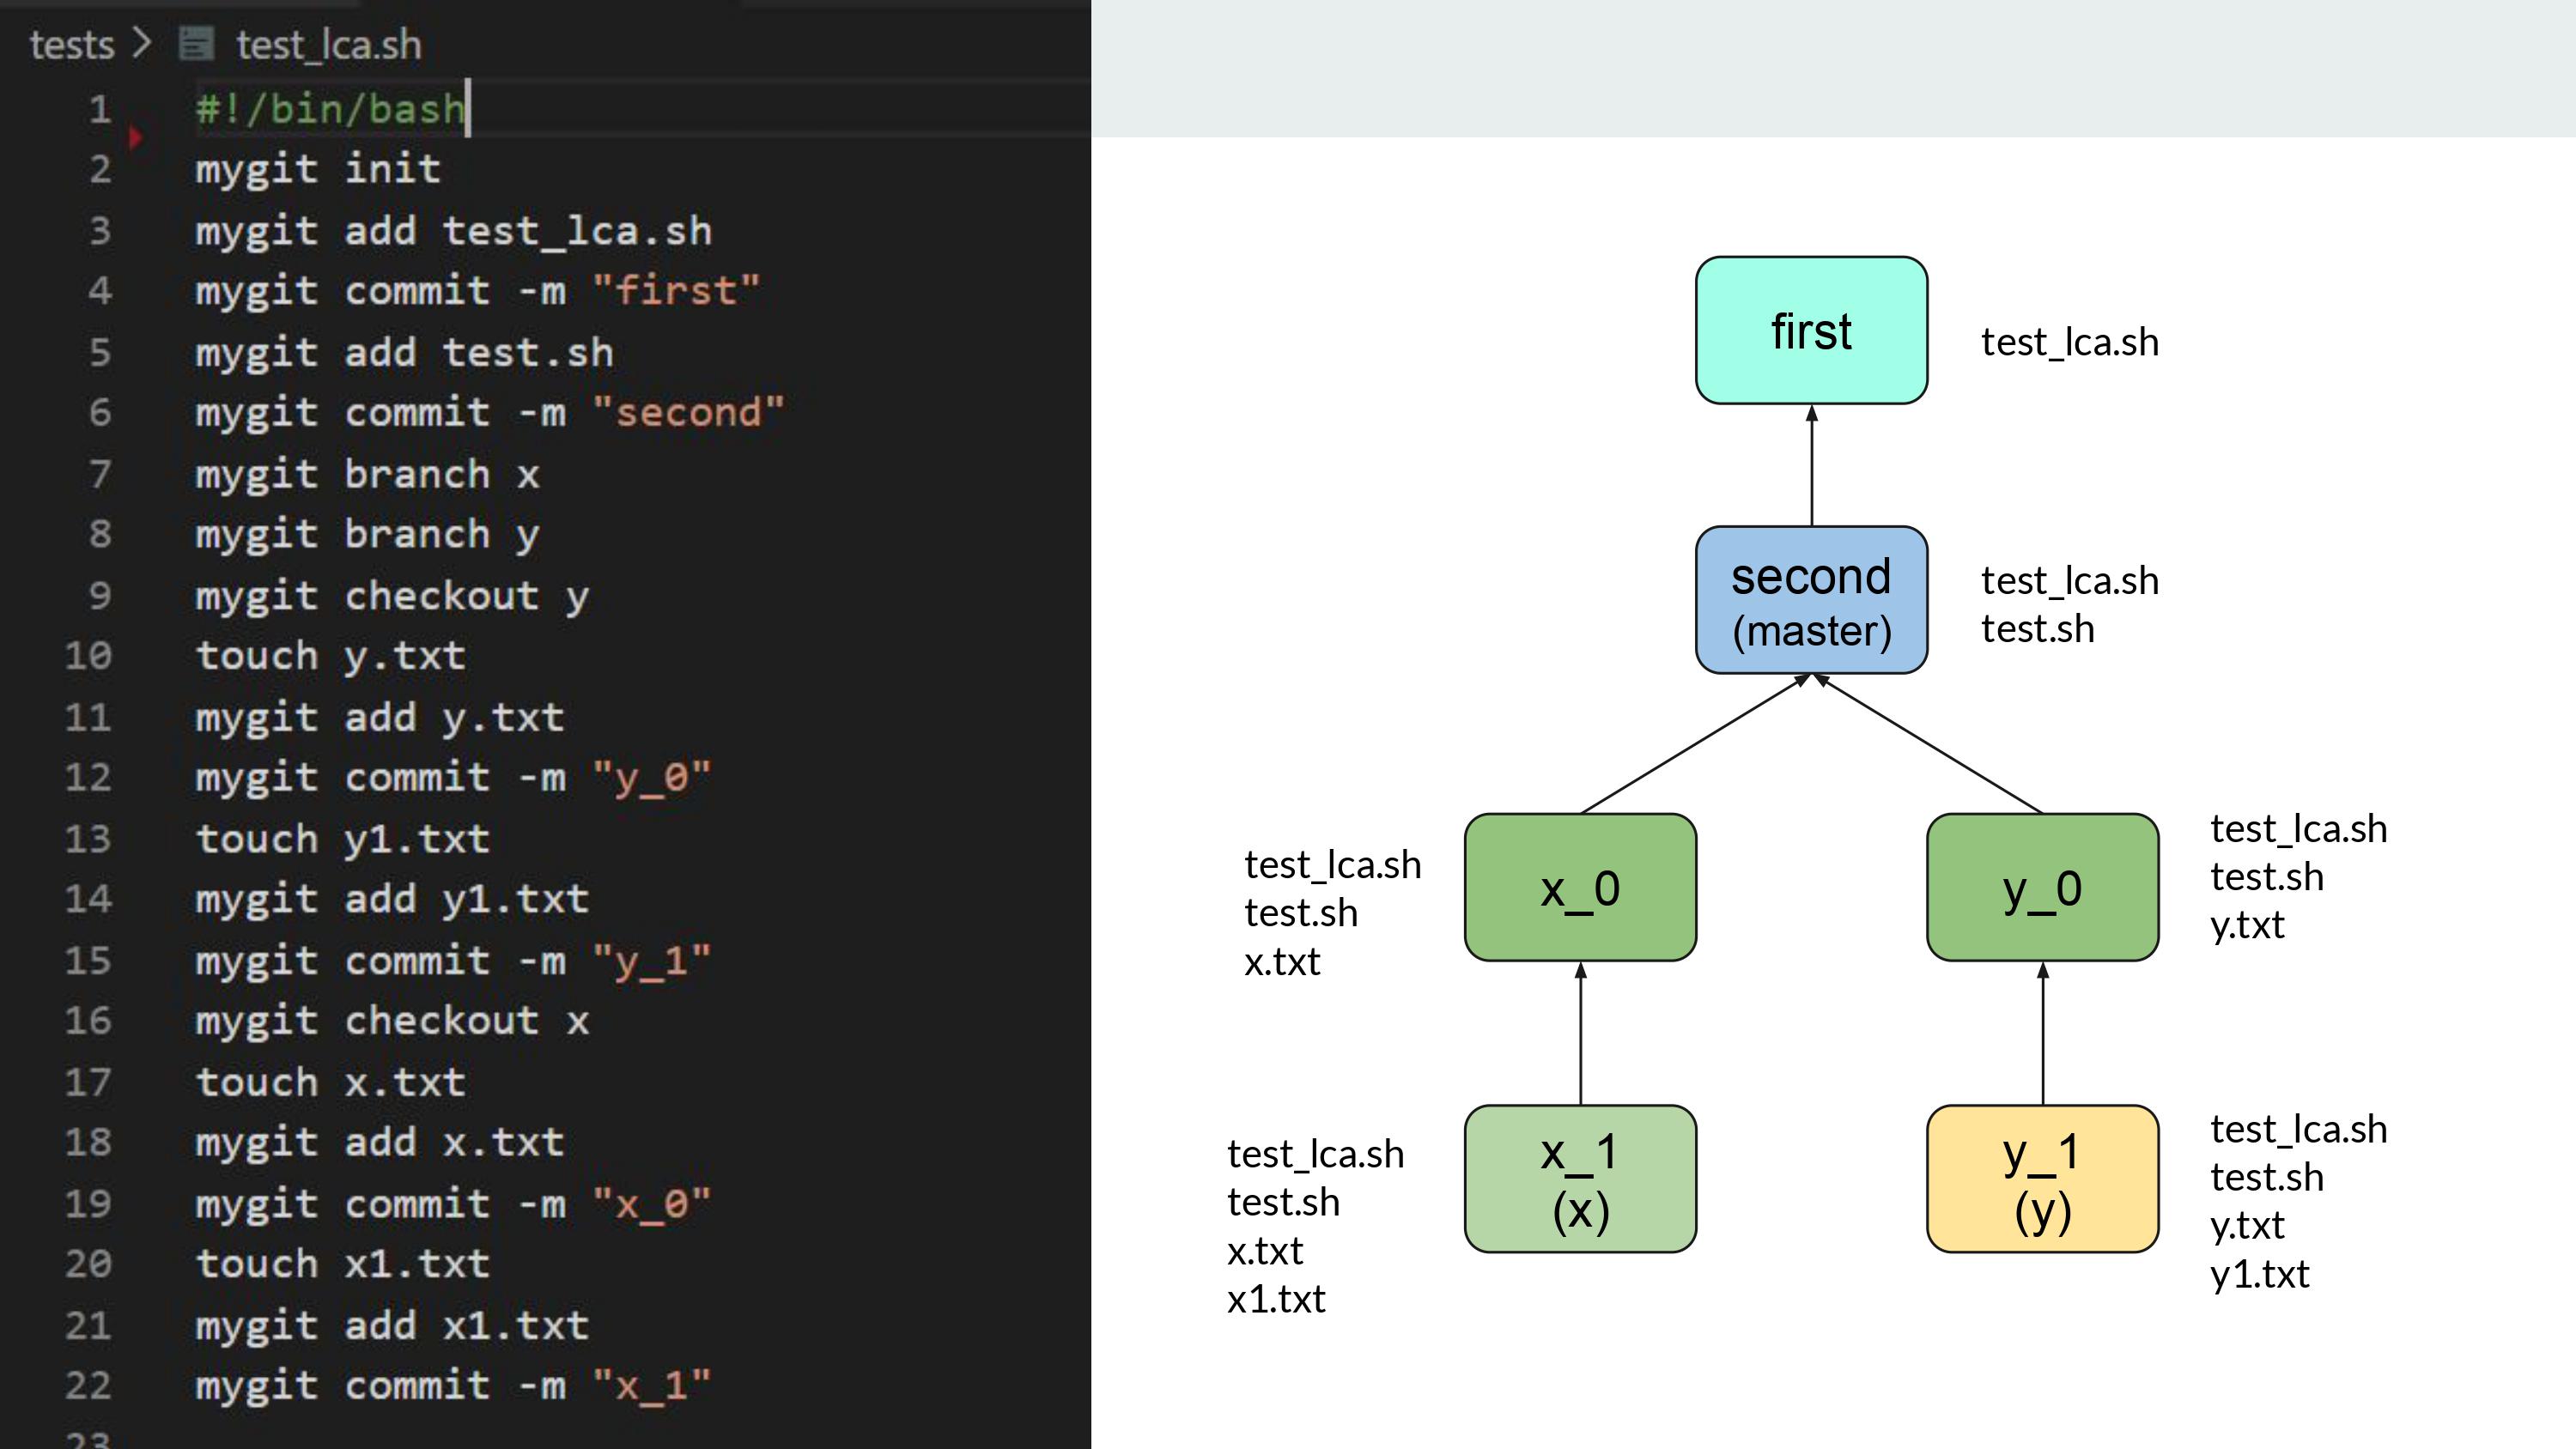 tests > test_lca.sh
1 #!/bin/bash
2 mygit init
3 mygit add test_lca.sh
4 mygit commit -m "first"
5 mygit add test.sh
6 mygit commit -m "second"
7 mygit branch x
8 mygit branch y
9 mygit checkout y
10 touch y.txt
11 mygit add y.txt
12 mygit commit -m "y_0"
13 touch y1.txt
14 mygit add y1.txt
15 mygit commit -m "y_1"
16 mygit checkout x
17 touch x.txt
18 mygit add x.txt
19 mygit commit -m "x_0"
20 touch x1.txt
21 mygit add x1.txt
22 mygit commit -m "x_1"
23
first
test_lca.sh
second
(master)
test_lca.sh
test.sh
test_lca.sh
test.sh
x.txt
x_0
y_0
test_lca.sh
test.sh
y.txt
test_lca.sh
test.sh
x.txt
x1.txt
x_1
(x)
y_1
(y)
test_lca.sh
test.sh
y.txt
y1.txt